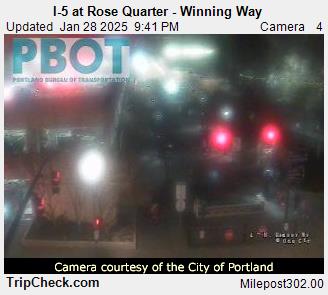 I-5 at Rose Quarter - Winning Way
Updated Jan 28 2025 9:41 PM Camera 4
PBOT
PORTLAND BUREAU OF TRANSPORTATION
Camera courtesy of the City of Portland
TripCheck.com Milepost302.00